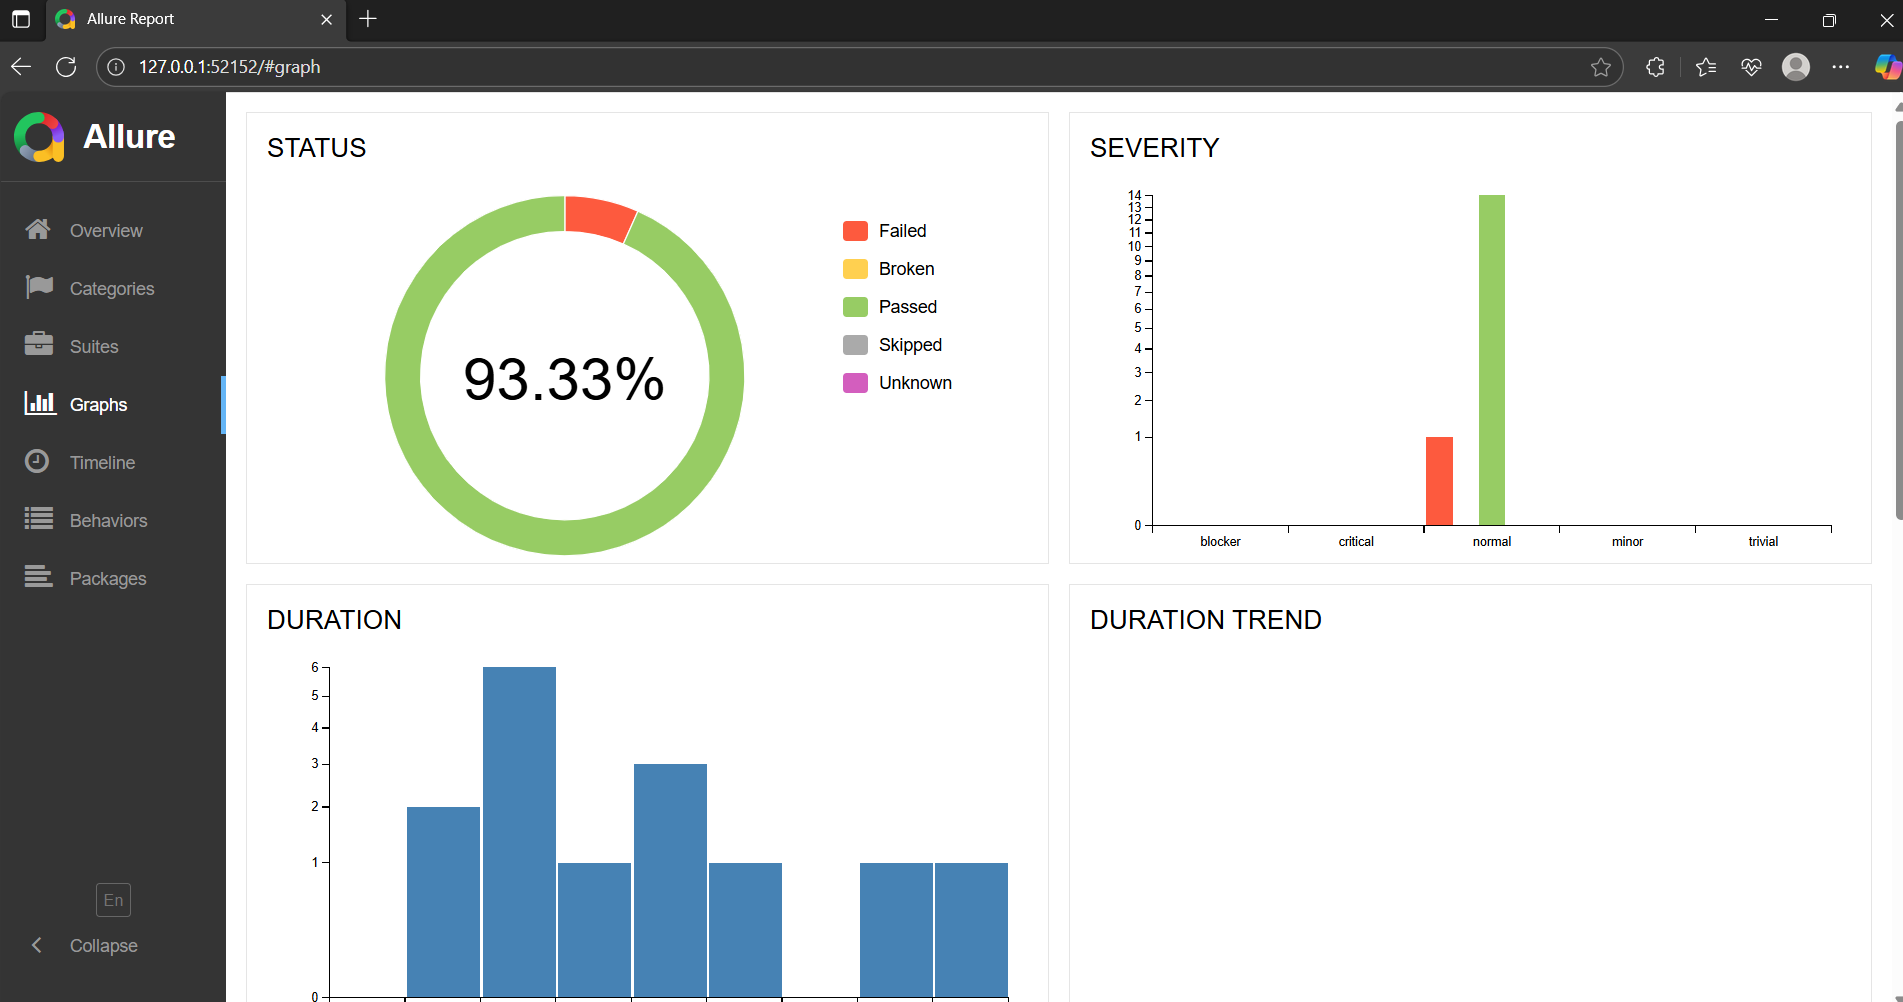 Allure Report
127.0.0.1:52152/#graph
Allure
Overview
Categories
Suites
Graphs
Timeline
Behaviors
Packages
En
Collapse
STATUS
93.33%
Failed
Broken
Passed
Skipped
Unknown
SEVERITY
14
13
12
11
10
9
8
7
6
5
4
3
2
1
0
blocker critical normal minor trivial
DURATION
6
5
4
3
2
1
0
DURATION TREND